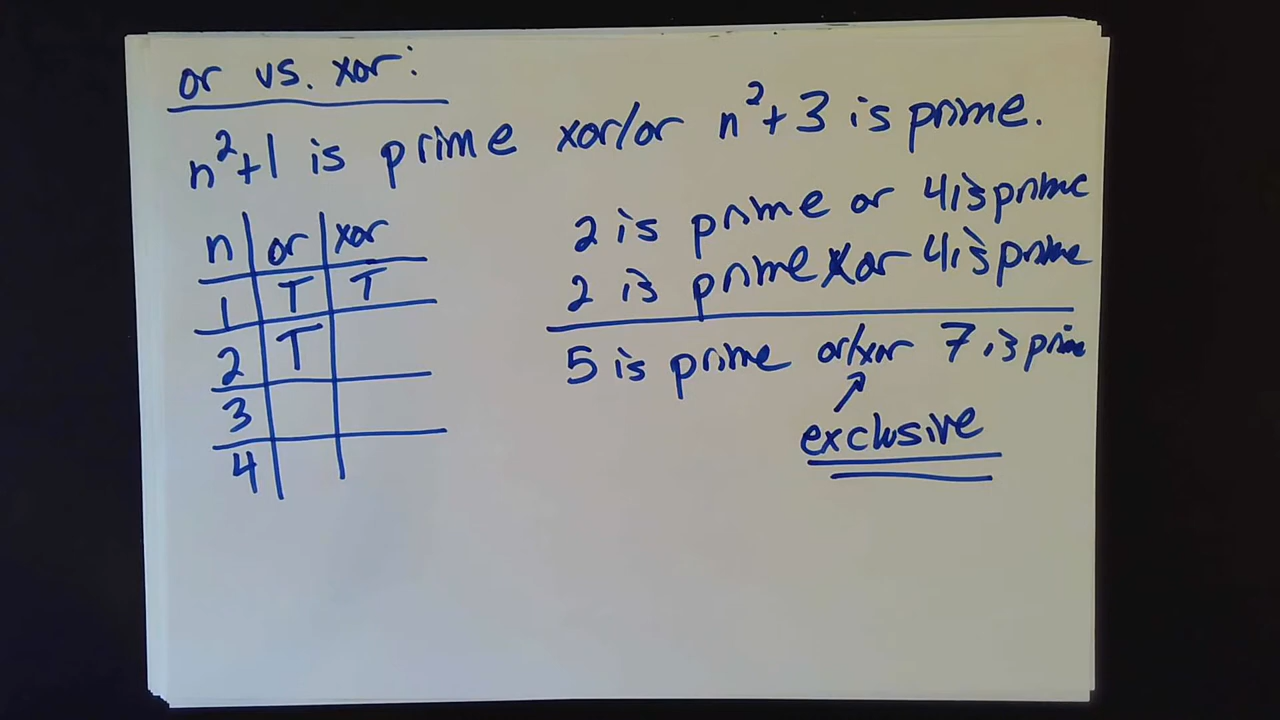 or vs. xor:
n²+1 is prime xor/or n²+3 is prime.
n or xor
1 T T
2 T
3
4
2 is prime or 4 is prime
2 is prime xor 4 is prime
5 is prime or/xor 7 is prime
exclusive